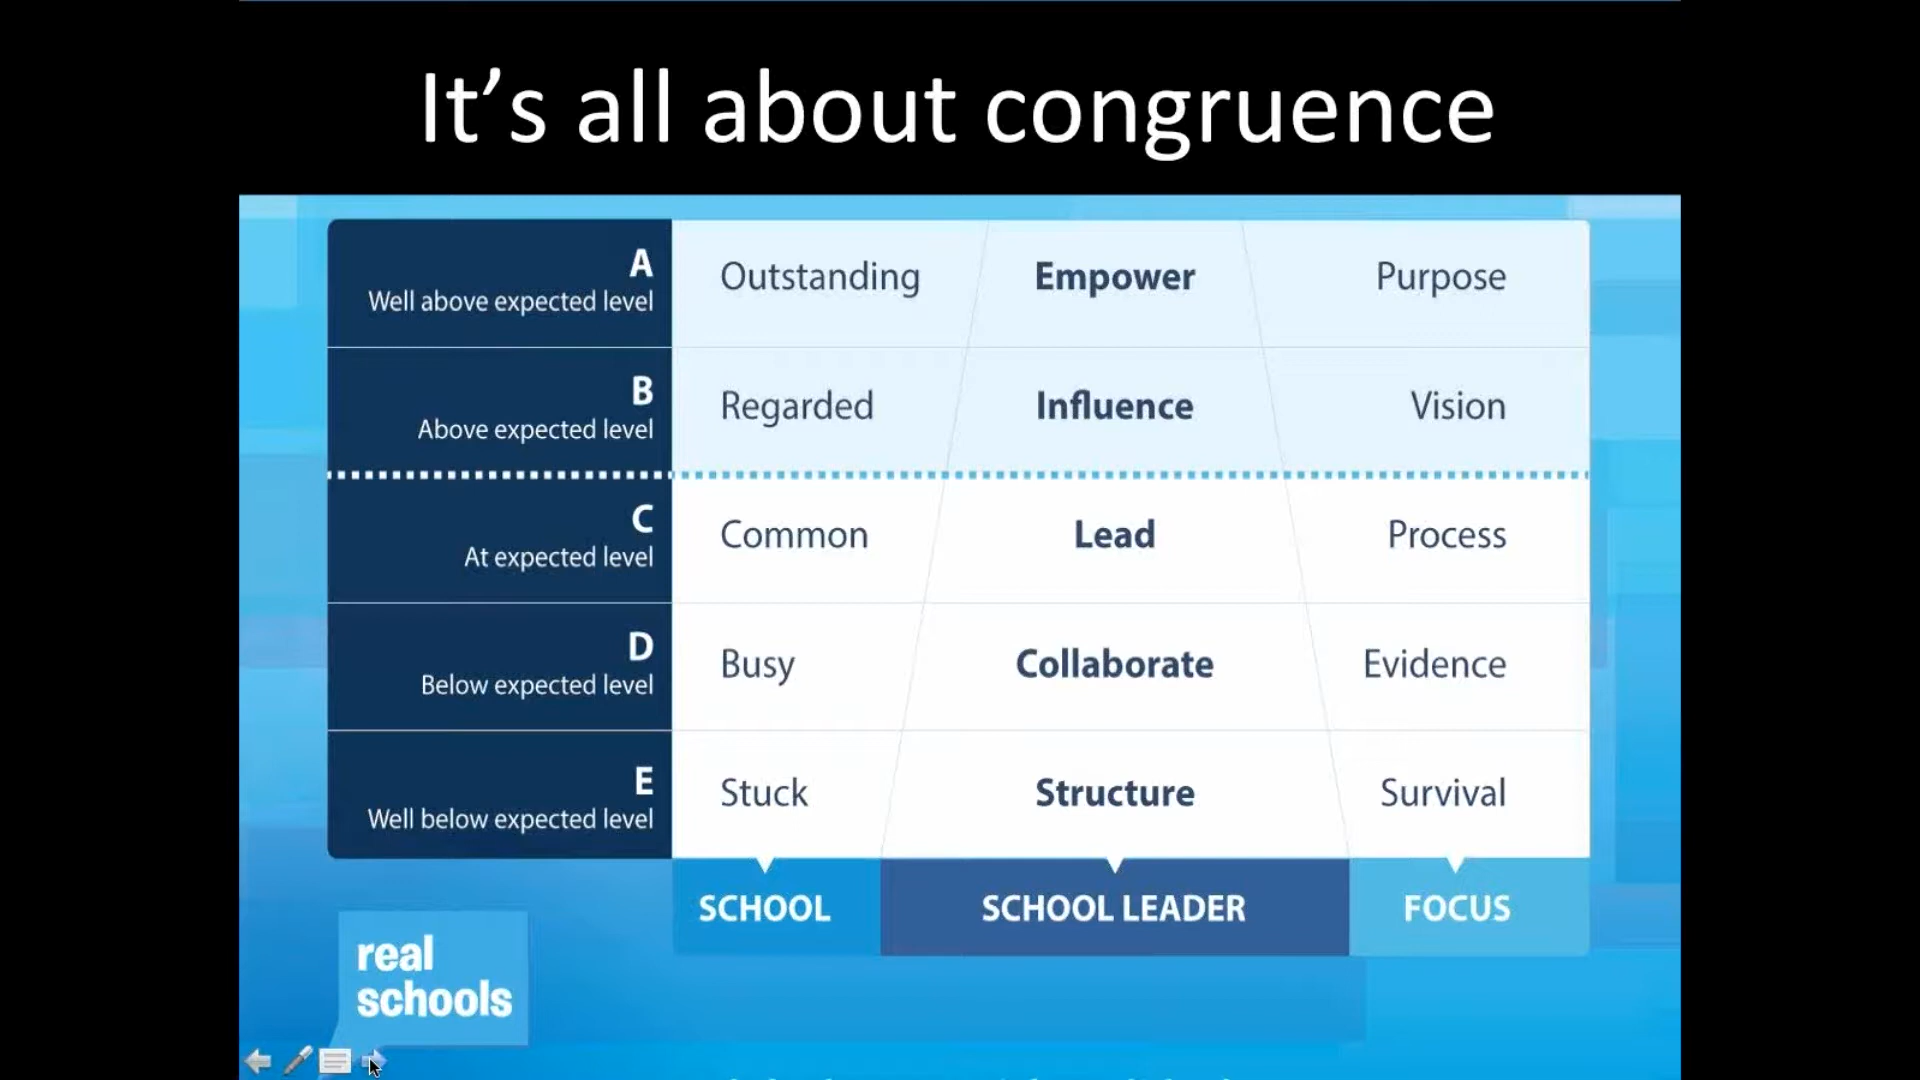 It's all about congruence
A
Well above expected level
Outstanding
Empower
Purpose
B
Above expected level
Regarded
Influence
Vision
C
At expected level
Common
Lead
Process
D
Below expected level
Busy
Collaborate
Evidence
E
Well below expected level
Stuck
Structure
Survival
SCHOOL
SCHOOL LEADER
FOCUS
real
schools